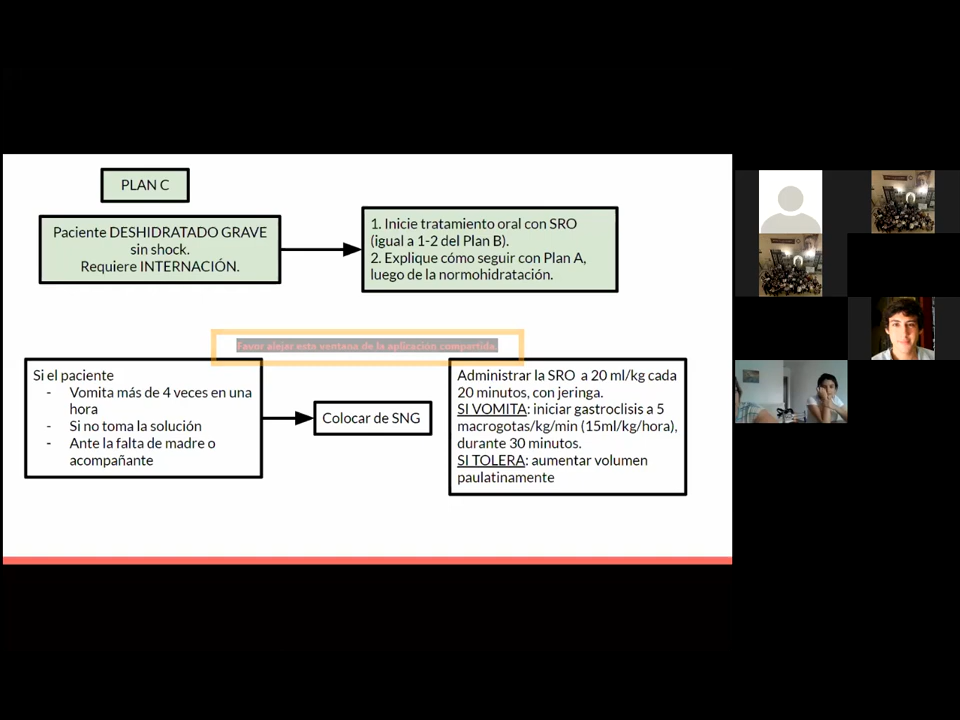 PLAN C
Paciente DESHIDRATADO GRAVE
sin shock.
Requiere INTERNACIÓN.
1. Inicie tratamiento oral con SRO
(igual a 1-2 del Plan B).
2. Explique cómo seguir con Plan A,
luego de la normohidratación.
Favor alejar esta ventana de la aplicación compartida.
Si el paciente
- Vomita más de 4 veces en una
hora
- Si no toma la solución
- Ante la falta de madre o
acompañante
Colocar de SNG
Administrar la SRO a 20 ml/kg cada
20 minutos, con jeringa.
SI VOMITA: iniciar gastroclisis a 5
macrogotas/kg/min (15ml/kg/hora),
durante 30 minutos.
SI TOLERA: aumentar volumen
paulatinamente